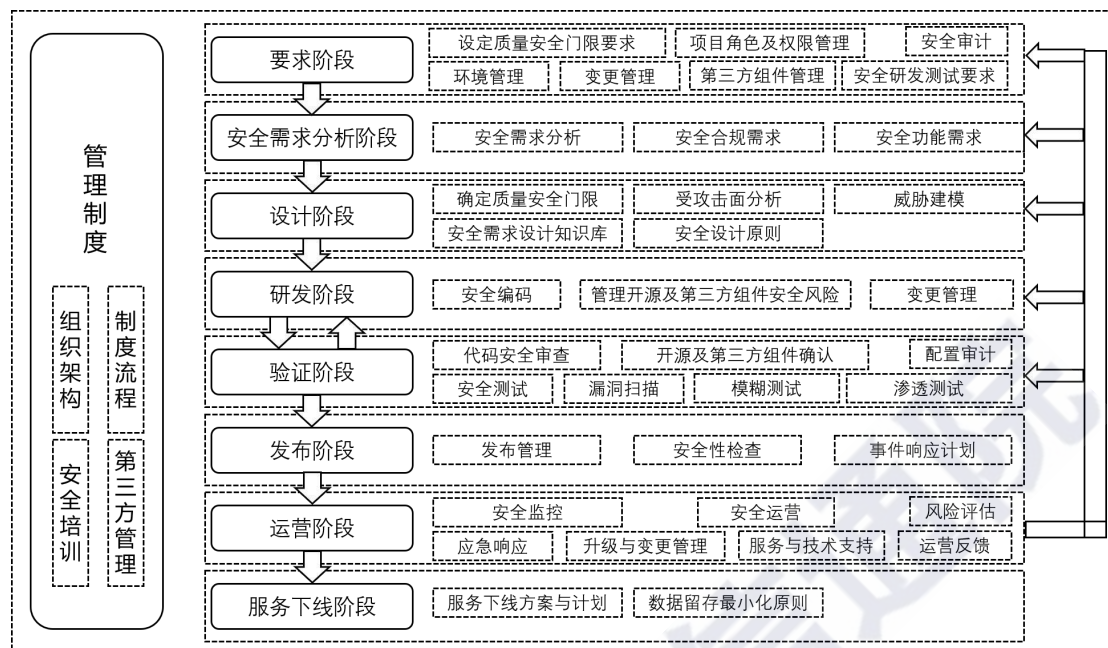 管理制度
组织架构
制度流程
安全培训
第三方管理
要求阶段
设定质量安全门限要求
项目角色及权限管理
安全审计
环境管理
变更管理
第三方组件管理
安全研发测试要求
安全需求分析阶段
安全需求分析
安全合规需求
安全功能需求
设计阶段
确定质量安全门限
受攻击面分析
威胁建模
安全需求设计知识库
安全设计原则
研发阶段
安全编码
管理开源及第三方组件安全风险
变更管理
验证阶段
代码安全审查
开源及第三方组件确认
配置审计
安全测试
漏洞扫描
模糊测试
渗透测试
发布阶段
发布管理
安全性检查
事件响应计划
运营阶段
安全监控
安全运营
风险评估
应急响应
升级与变更管理
服务与技术支持
运营反馈
服务下线阶段
服务下线方案与计划
数据留存最小化原则
信通院